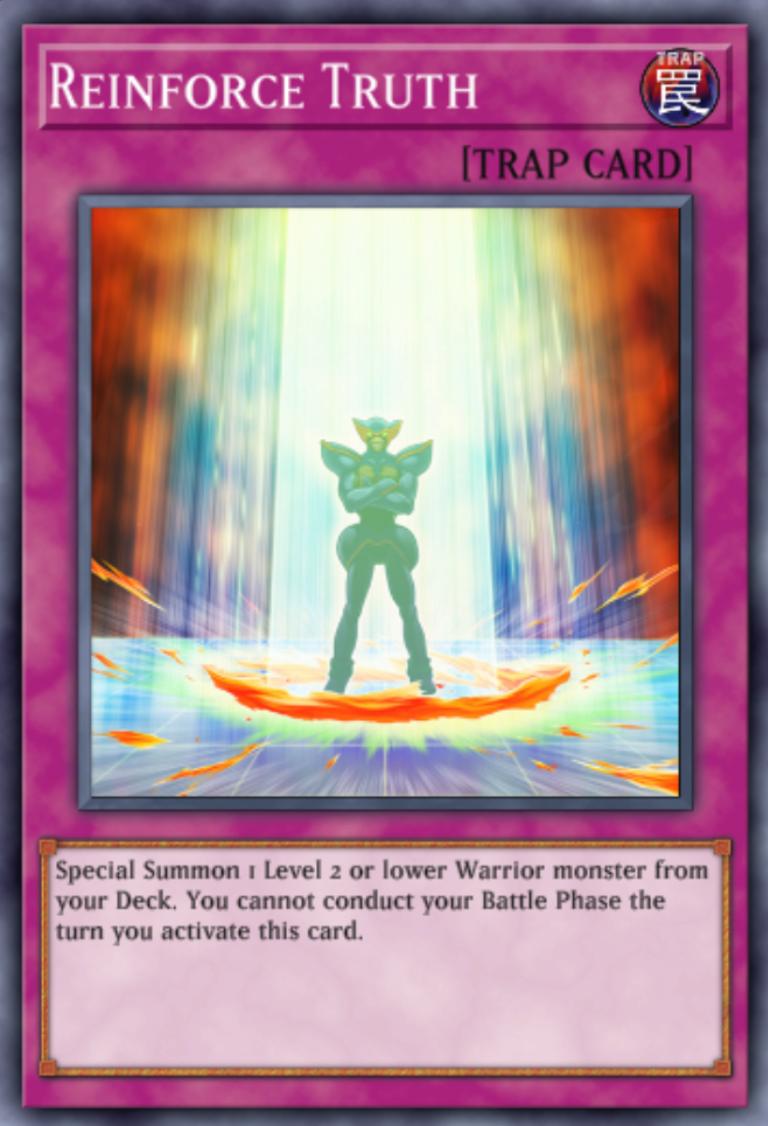 REINFORCE TRUTH
TRAP
罠
[TRAP CARD]
Special Summon 1 Level 2 or lower Warrior monster from
your Deck. You cannot conduct your Battle Phase the
turn you activate this card.